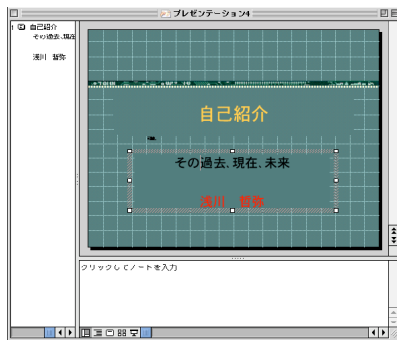 プレゼンテーション4
1 自己紹介
その過去、現在
浅川 哲弥
自己紹介
その過去、現在、未来
浅川 哲弥
クリックしてノートを入力